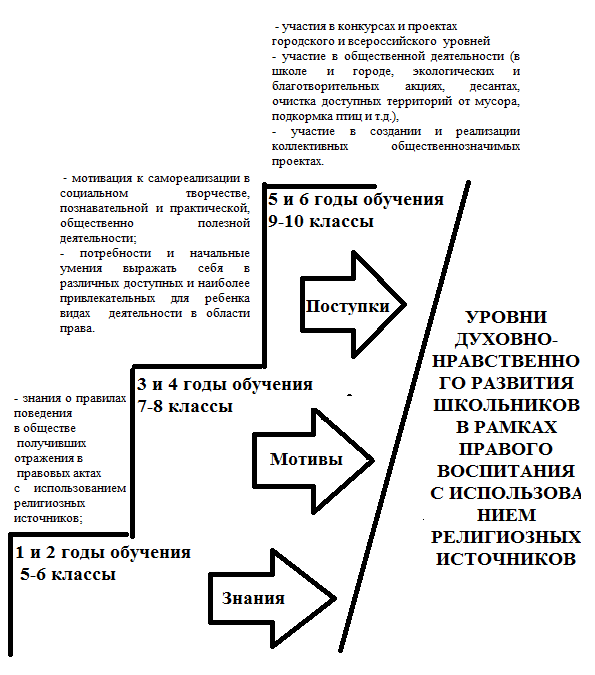 - участия в конкурсах и проектах
городского и всероссийского уровней
- участие в общественной деятельности (в
школе и городе, экологических и
благотворительных акциях, десантах,
очистка доступных территорий от мусора,
подкормка птиц и т.д.),
- участие в создании и реализации
коллективных общественнозначимых
проектах.
5 и 6 годы обучения
9-10 классы
- мотивация к самореализации в
социальном творчестве,
познавательной и практической,
общественно полезной
деятельности;
- потребности и начальные
умения выражать себя в
различных доступных и наиболее
привлекательных для ребенка
видах деятельности в области
права.
3 и 4 годы обучения
7-8 классы
- знания о правилах
поведения
в обществе
получивших
отражения в
правовых актах
с использованием
религиозных
источников;
1 и 2 годы обучения
5-6 классы
Поступки
Мотивы
Знания
УРОВНИ
ДУХОВНО-
НРАВСТВЕННО
ГО РАЗВИТИЯ
ШКОЛЬНИКОВ
В РАМКАХ
ПРАВОГО
ВОСПИТАНИЯ
С ИСПОЛЬЗОВА
НИЕМ
РЕЛИГИОЗНЫХ
ИСТОЧНИКОВ